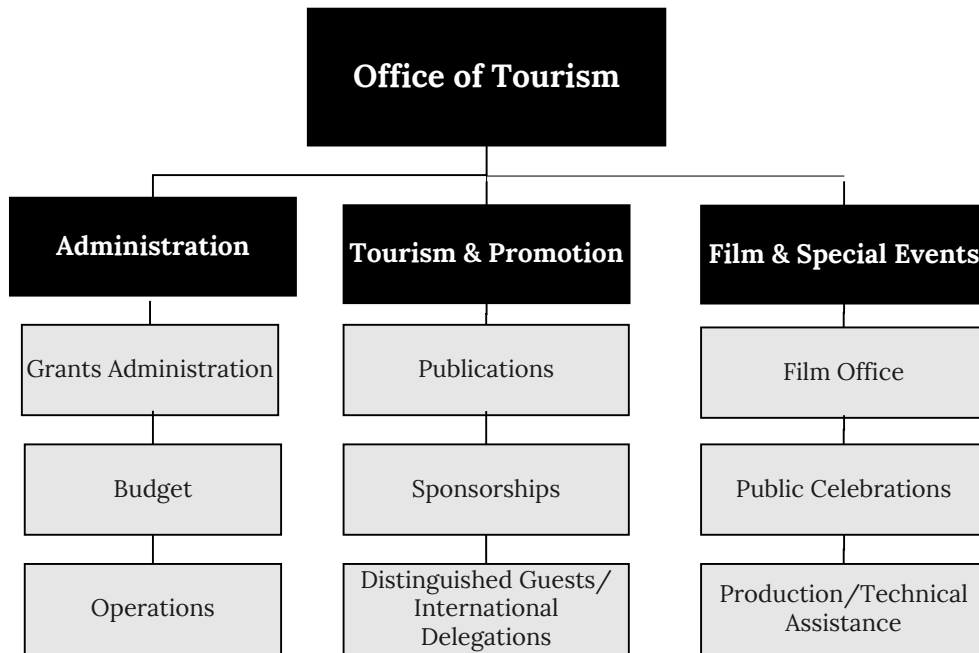 Office of Tourism
Administration
Tourism & Promotion
Film & Special Events
Grants Administration
Publications
Film Office
Budget
Sponsorships
Public Celebrations
Operations
Distinguished Guests/
International
Delegations
Production/Technical
Assistance